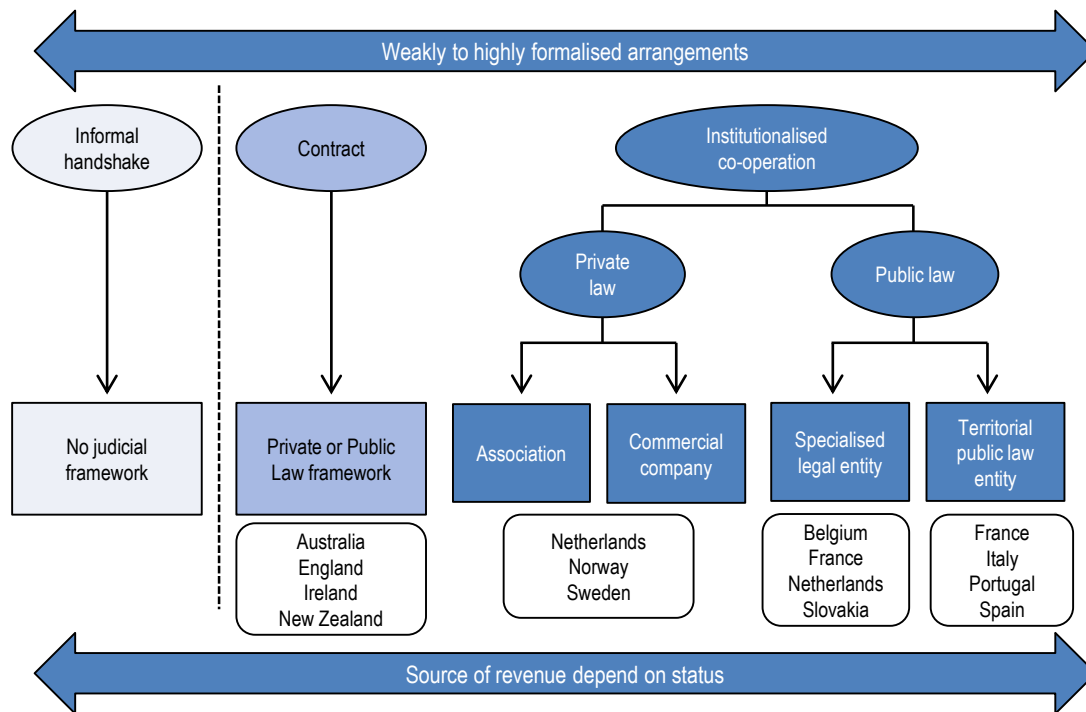 Weakly to highly formalised arrangements
Informal
handshake
Contract
Institutionalised
co-operation
Private
law
Public law
No judicial
framework
Private or Public
Law framework
Association
Commercial
company
Specialised
legal entity
Territorial
public law
entity
Australia
England
Ireland
New Zealand
Netherlands
Norway
Sweden
Belgium
France
Netherlands
Slovakia
France
Italy
Portugal
Spain
Source of revenue depend on status